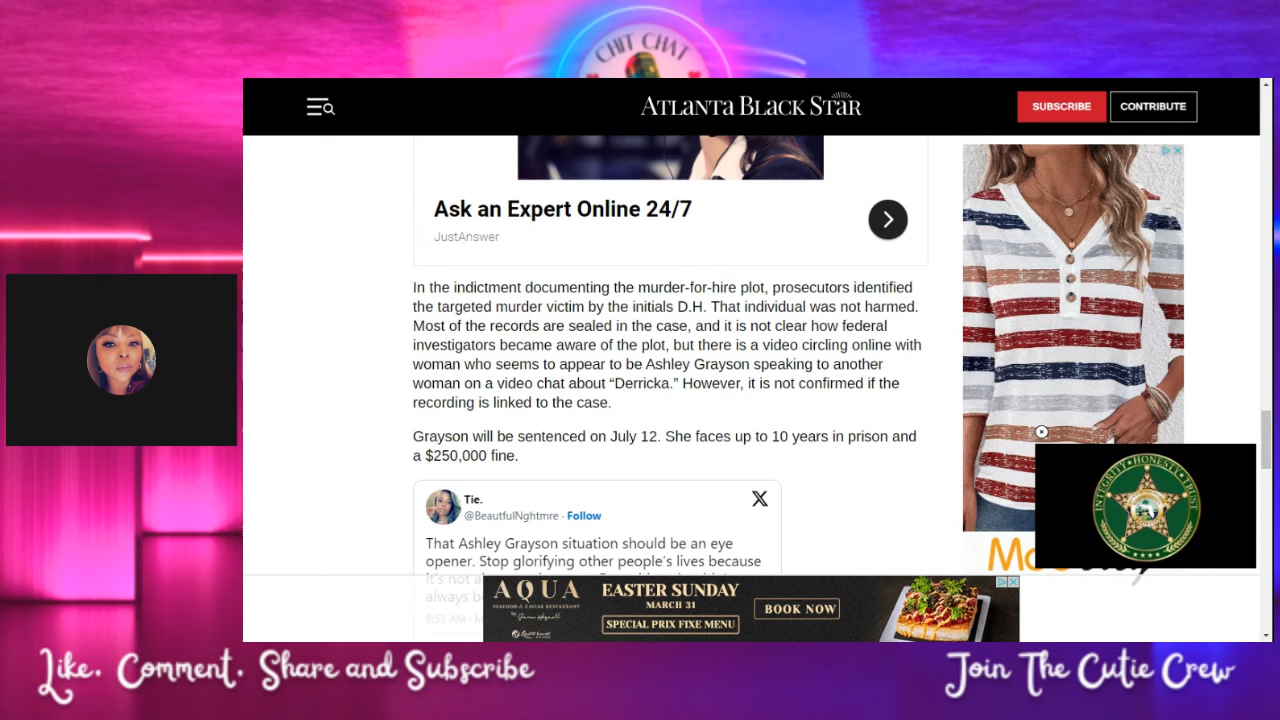 CHIT CHAT
ATLANTA BLACK STAR
SUBSCRIBE
CONTRIBUTE
Ask an Expert Online 24/7
JustAnswer
In the indictment documenting the murder-for-hire plot, prosecutors identified
the targeted murder victim by the initials D.H. That individual was not harmed.
Most of the records are sealed in the case, and it is not clear how federal
investigators became aware of the plot, but there is a video circling online with
woman who seems to appear to be Ashley Grayson speaking to another
woman on a video chat about “Derricka.” However, it is not confirmed if the
recording is linked to the case.
Grayson will be sentenced on July 12. She faces up to 10 years in prison and
a $250,000 fine.
Tie.
@BeautfulNghtmre · Follow
That Ashley Grayson situation should be an eye
opener. Stop glorifying other people’s lives because
it's not a
always b
8:53 AM
INTEGRITY HONESTY TRUST
AQUA
SEAFOOD & CAVIAR RESTAURANT
EASTER SUNDAY
MARCH 31
SPECIAL PRIX FIXE MENU
BOOK NOW
Like. Comment. Share and Subscribe
Join The Cutie Crew